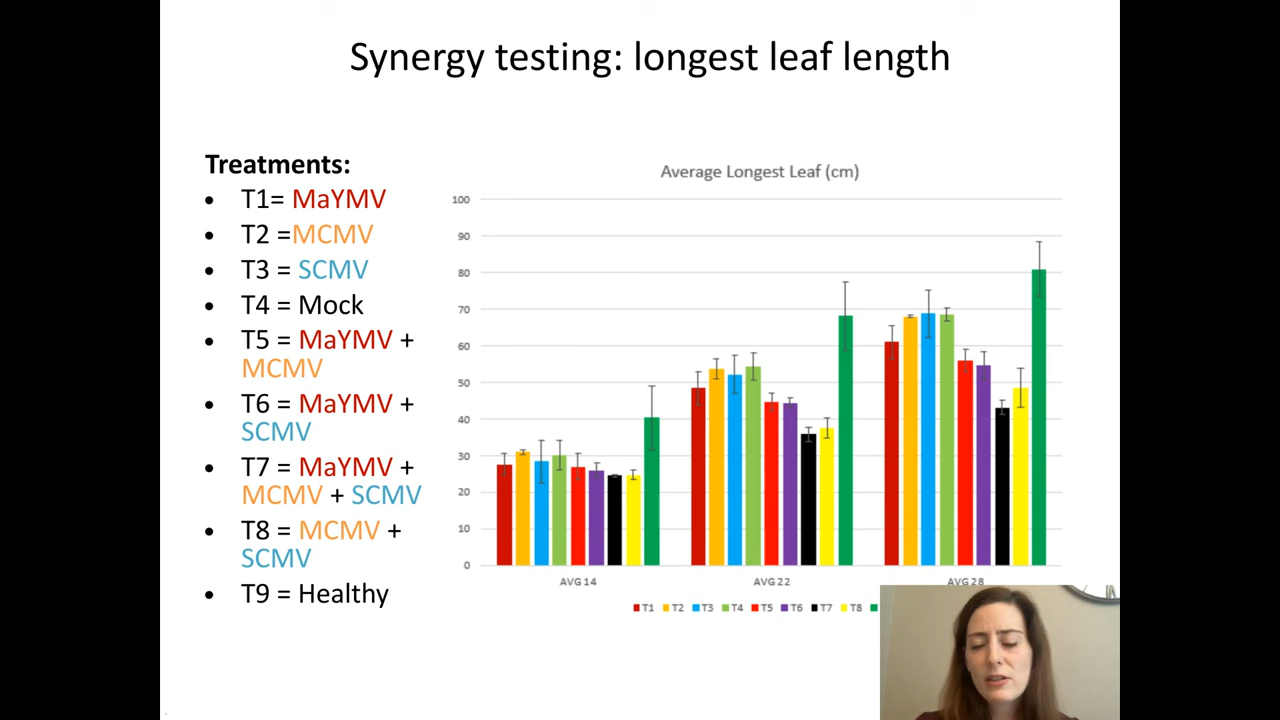 Synergy testing: longest leaf length
Treatments:
• T1= MaYMV
• T2 =MCMV
• T3 = SCMV
• T4 = Mock
• T5 = MaYMV +
MCMV
• T6 = MaYMV +
SCMV
• T7 = MaYMV +
MCMV + SCMV
• T8 = MCMV +
SCMV
• T9 = Healthy
Average Longest Leaf (cm)
100
90
80
70
60
50
40
30
20
10
0
AVG 14 AVG 22 AVG 28
T1 T2 T3 T4 T5 T6 T7 T8